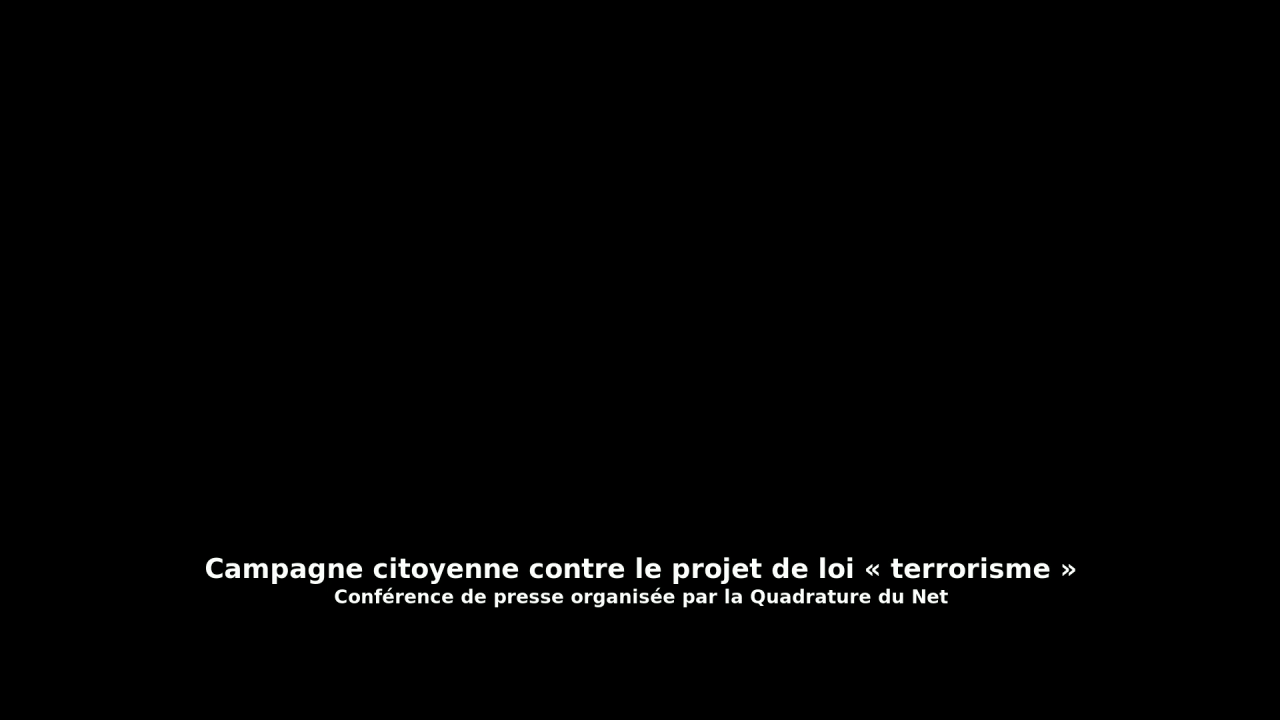 Campagne citoyenne contre le projet de loi « terrorisme »
Conférence de presse organisée par la Quadrature du Net